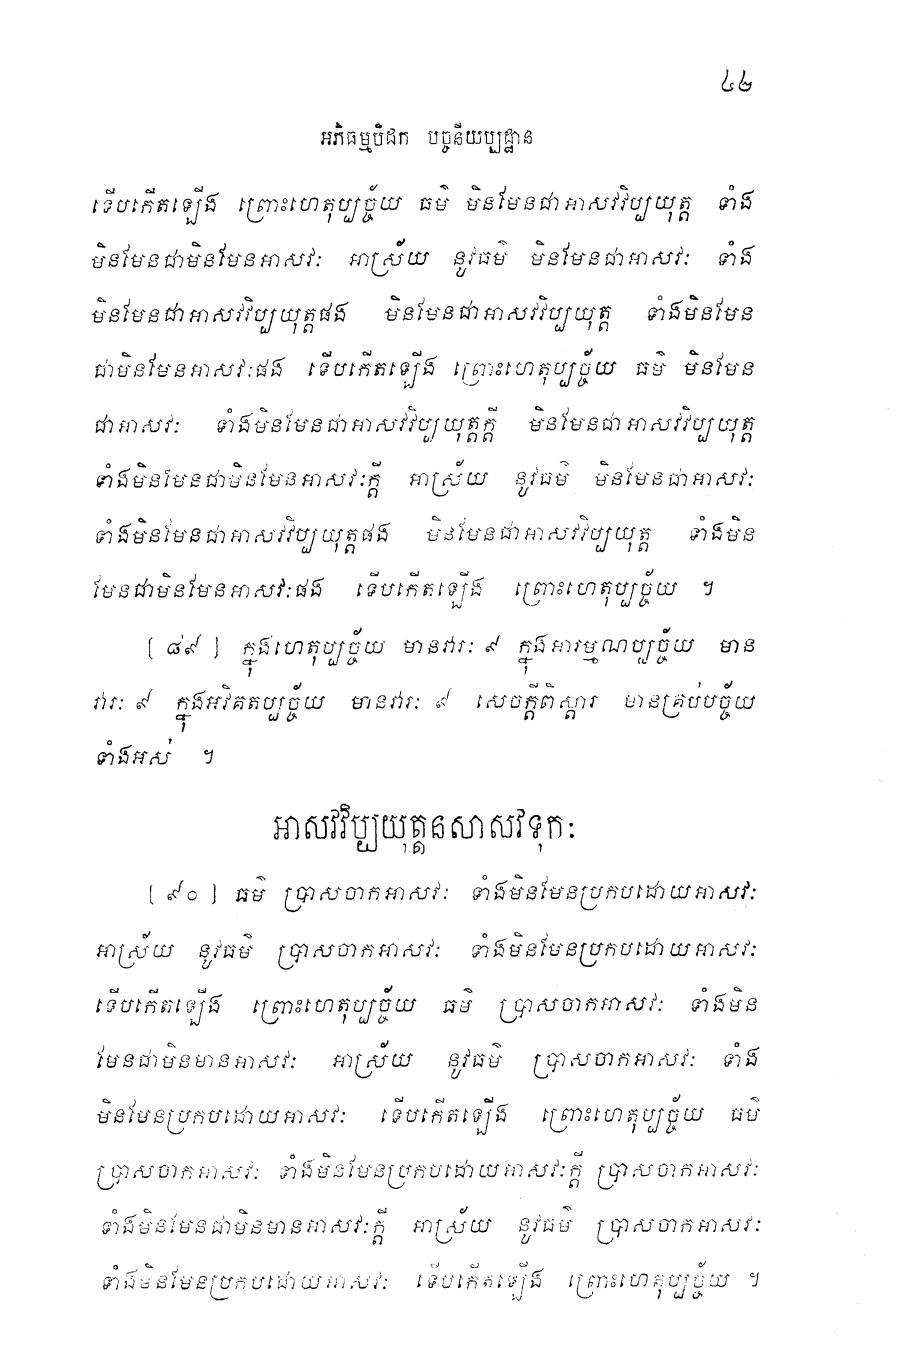 ៤២
អភិធម្មបិដក បច្ចនីយប្បដ្ឋាន
ទើបកើតឡើង ព្រោះហេតុប្បច្ច័យ ធម៌ មិនមែនជាអាសវវិប្បយុត្ត ទាំង
មិនមែនជាមិនមែនអាសវៈ អាស្រ័យ នូវធម៌ មិនមែនជាអាសវៈ ទាំង
មិនមែនជាអាសវវិប្បយុត្តផង មិនមែនជាអាសវវិប្បយុត្ត ទាំងមិនមែន
ជាមិនមែនអាសវៈផង ទើបកើតឡើង ព្រោះហេតុប្បច្ច័យ ធម៌ មិនមែន
ជាអាសវៈ ទាំងមិនមែនជាអាសវវិប្បយុត្តក្តី មិនមែនជាអាសវវិប្បយុត្ត
ទាំងមិនមែនជាមិនមែនអាសវៈក្តី អាស្រ័យ នូវធម៌ មិនមែនជាអាសវៈ
ទាំងមិនមែនជាអាសវវិប្បយុត្តផង មិនមែនជាអាសវវិប្បយុត្ត ទាំងមិន
មែនជាមិនមែនអាសវៈផង ទើបកើតឡើង ព្រោះហេតុប្បច្ច័យ ។
[ ៨៩ ] ក្នុងហេតុប្បច្ច័យ មានវារៈ ៩ ក្នុងអារម្មណប្បច្ច័យ មាន
វារៈ ៩ ក្នុងអវិគតប្បច្ច័យ មានវារៈ ៩ សេចក្តីពិស្តារ មានគ្រប់បច្ច័យ
ទាំងអស់ ។
អាសវវិប្បយុត្តនសាសវទុកៈ
[ ៩០ ] ធម៌ ប្រាសចាកអាសវៈ ទាំងមិនមែនប្រកបដោយអាសវៈ
អាស្រ័យ នូវធម៌ ប្រាសចាកអាសវៈ ទាំងមិនមែនប្រកបដោយអាសវៈ
ទើបកើតឡើង ព្រោះហេតុប្បច្ច័យ ធម៌ ប្រាសចាកអាសវៈ ទាំងមិន
មែនជាមិនមានអាសវៈ អាស្រ័យ នូវធម៌ ប្រាសចាកអាសវៈ ទាំង
មិនមែនប្រកបដោយអាសវៈ ទើបកើតឡើង ព្រោះហេតុប្បច្ច័យ ធម៌
ប្រាសចាកអាសវៈ ទាំងមិនមែនប្រកបដោយអាសវៈក្តី ប្រាសចាកអាសវៈ
ទាំងមិនមែនជាមិនមានអាសវៈក្តី អាស្រ័យ នូវធម៌ ប្រាសចាកអាសវៈ
ទាំងមិនមែនប្រកបដោយអាសវៈ ទើបកើតឡើង ព្រោះហេតុប្បច្ច័យ ។